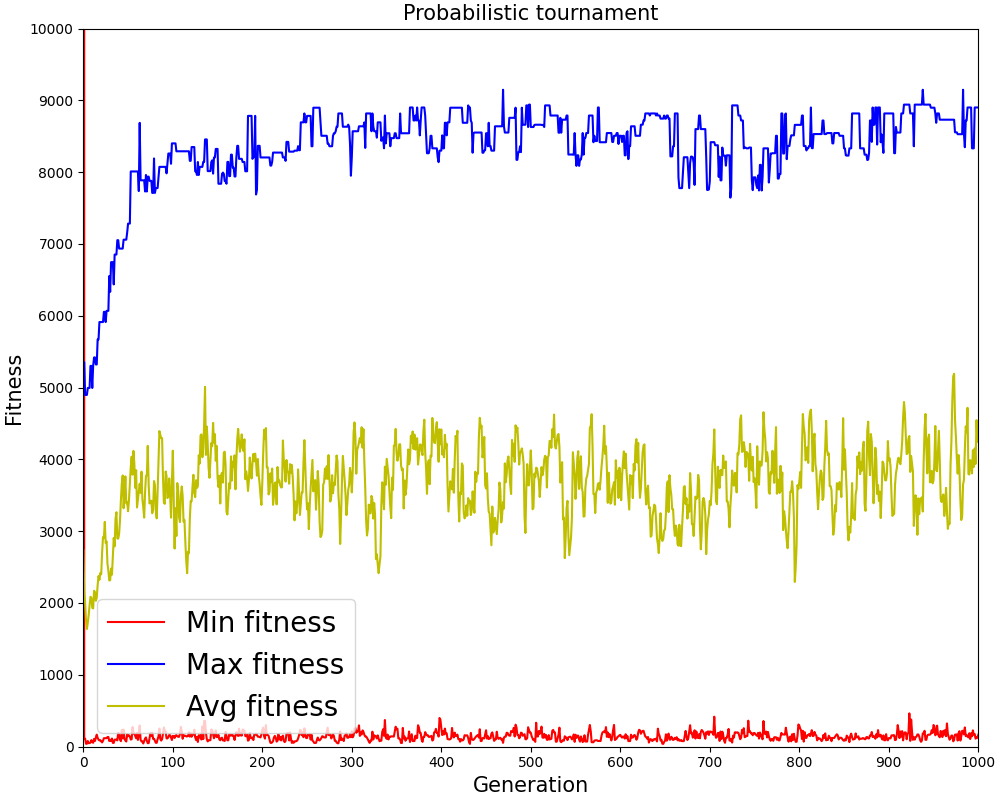 Probabilistic tournament
10000
9000
8000
7000
6000
5000
4000
3000
2000
1000
0
Fitness
Min fitness
Max fitness
Avg fitness
0 100 200 300 400 500 600 700 800 900 1000
Generation